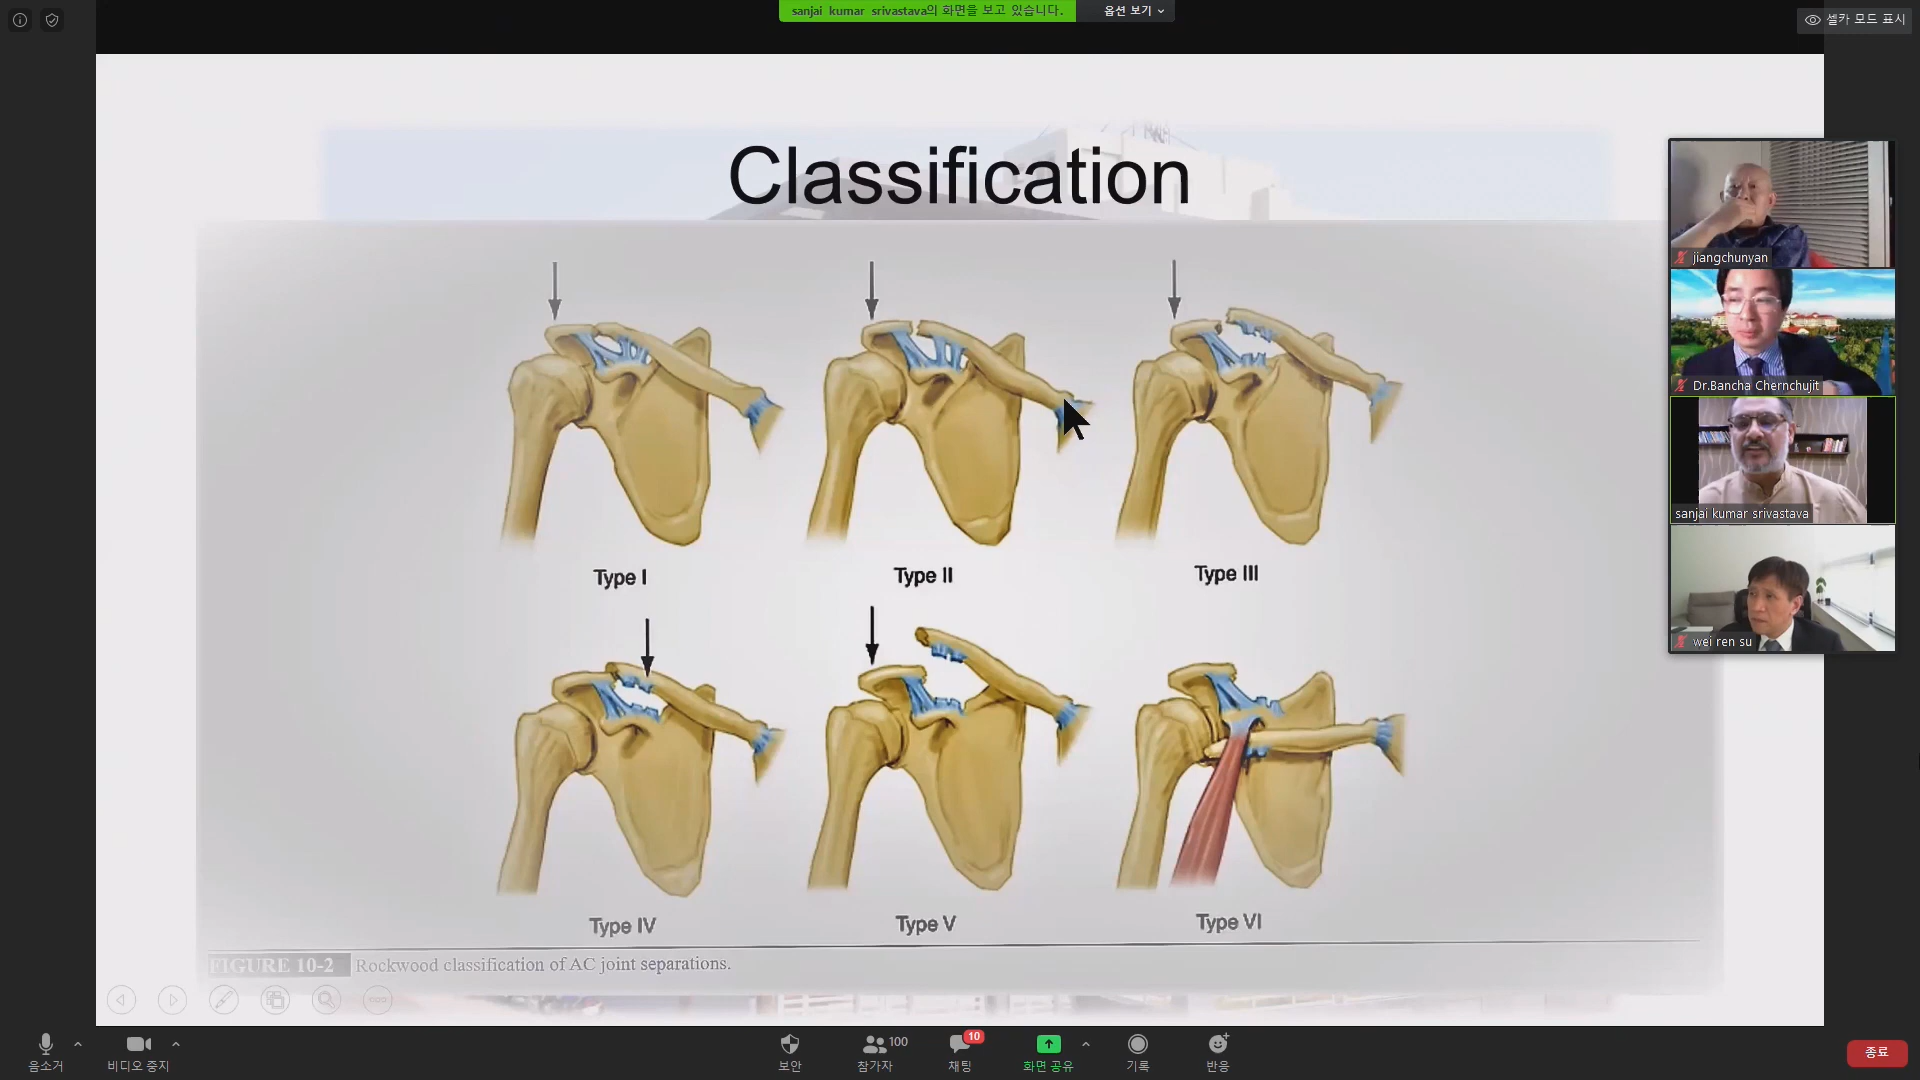 sanjai kumar srivastava의 화면을 보고 있습니다.
옵션 보기
셀카 모드 표시
Classification
jiangchunyan
Dr.Bancha Chernchujit
sanjai kumar srivastava
wei ren su
Type I
Type II
Type III
Type IV
Type V
Type VI
FIGURE 10-2 Rockwood classification of AC joint separations.
음소거
비디오 중지
보안
100
참가자
10
채팅
화면 공유
기록
반응
종료